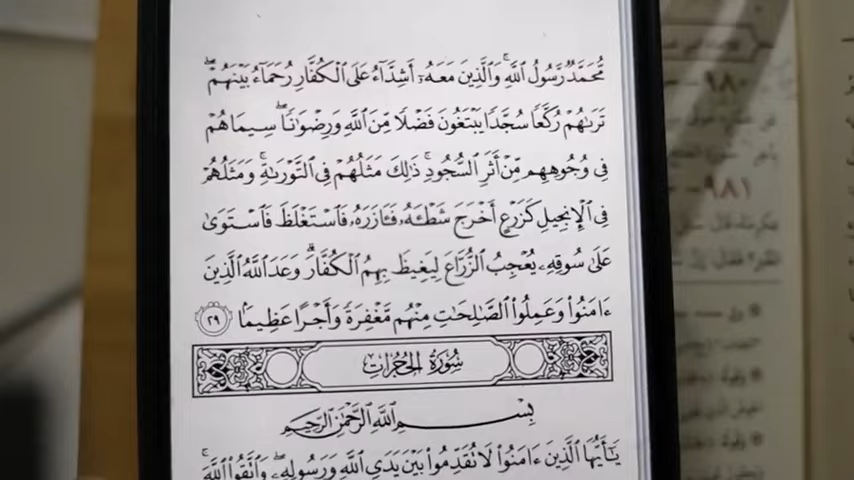 مُّحَمَّدٌ رَّسُولُ ٱللَّهِۚ وَٱلَّذِينَ مَعَهُۥٓ أَشِدَّآءُ عَلَى ٱلْكُفَّارِ رُحَمَآءُ بَيْنَهُمْۖ
تَرَىٰهُمْ رُكَّعًا سُجَّدًا يَبْتَغُونَ فَضْلًا مِّنَ ٱللَّهِ وَرِضْوَٰنًاۖ سِيمَاهُمْ
فِى وُجُوهِهِم مِّنْ أَثَرِ ٱلسُّجُودِۚ ذَٰلِكَ مَثَلُهُمْ فِى ٱلتَّوْرَىٰةِۚ وَمَثَلُهُمْ
فِى ٱلْإِنجِيلِ كَزَرْعٍ أَخْرَجَ شَطْـَٔهُۥ فَـَٔازَرَهُۥ فَٱسْتَغْلَظَ فَٱسْتَوَىٰ
عَلَىٰ سُوقِهِۦ يُعْجِبُ ٱلزُّرَّاعَ لِيَغِيظَ بِهِمُ ٱلْكُفَّارَۗ وَعَدَ ٱللَّهُ ٱلَّذِينَ
ءَامَنُوا۟ وَعَمِلُوا۟ ٱلصَّٰلِحَٰتِ مِنْهُم مَّغْفِرَةً وَأَجْرًا عَظِيمًۢا ٢٩
سُورَةُ الحُجُرَاتِ
بِسْمِ ٱللَّهِ ٱلرَّحْمَٰنِ ٱلرَّحِيمِ
يَٰٓأَيُّهَا ٱلَّذِينَ ءَامَنُوا۟ لَا تُقَدِّمُوا۟ بَيْنَ يَدَىِ ٱللَّهِ وَرَسُولِهِۦۖ وَٱتَّقُوا۟ ٱللَّهَۚ
٩٨٠
٩٨١